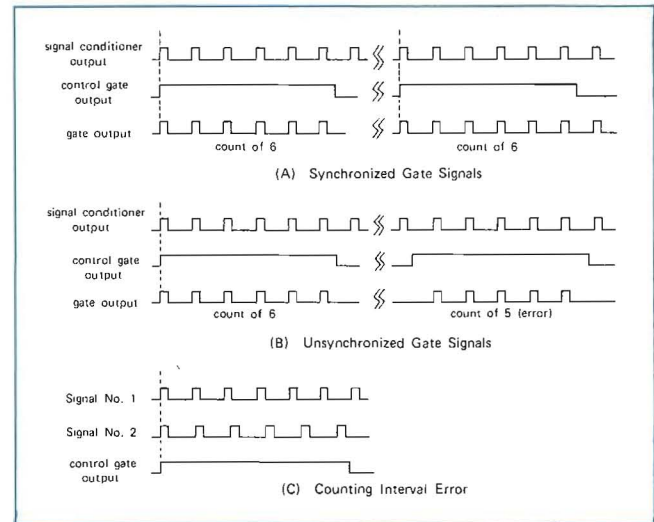 signal conditioner
output
control gate
output
gate output
count of 6
count of 6
(A) Synchronized Gate Signals
signal conditioner
output
control gate
output
gate output
count of 6
count of 5 (error)
(B) Unsynchronized Gate Signals
Signal No. 1
Signal No. 2
control gate
output
(C) Counting Interval Error